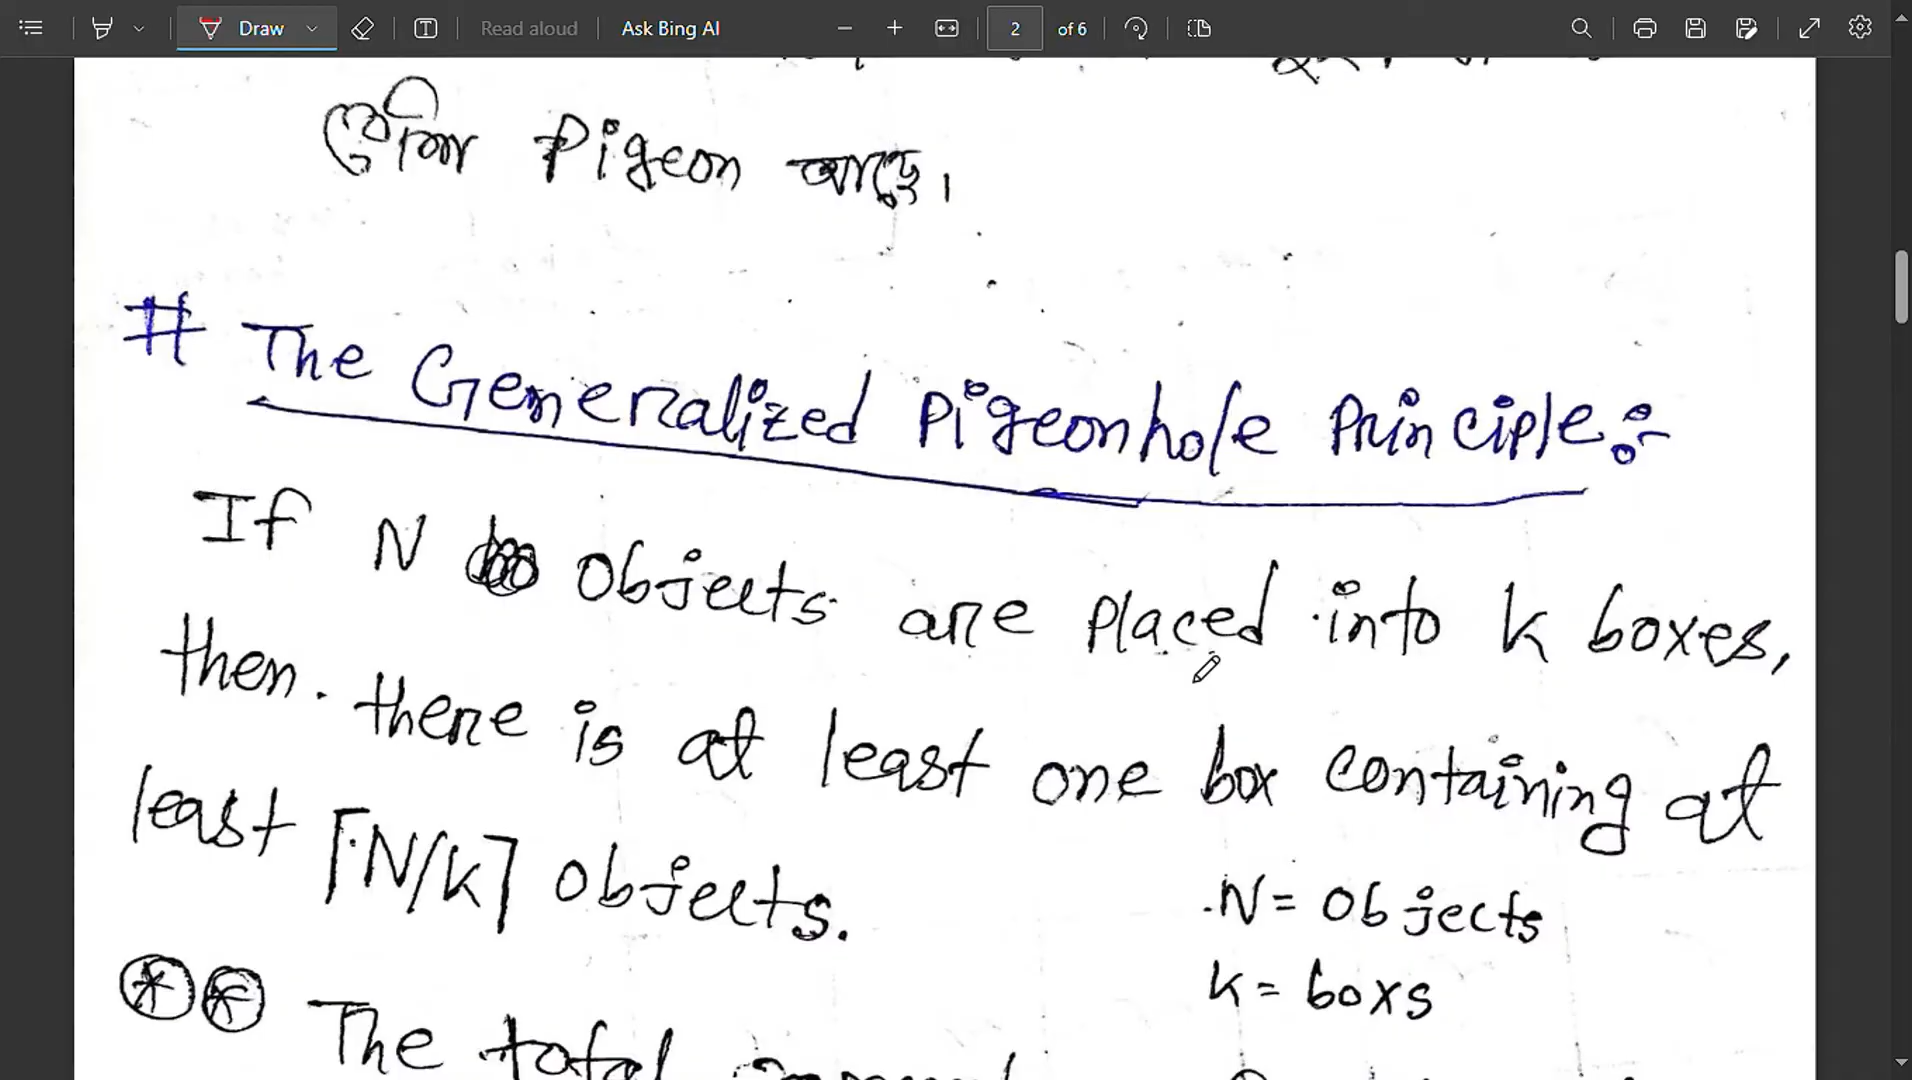 Draw
Read aloud
Ask Bing AI
2 of 6
বেশি Pigeon আছে।
# The Generalized Pigeonhole Principle:-
If N Objects are placed into k boxes,
then there is at least one box containing at
least ⌈N/k⌉ Objects.
N = Objects
k = boxs
The total